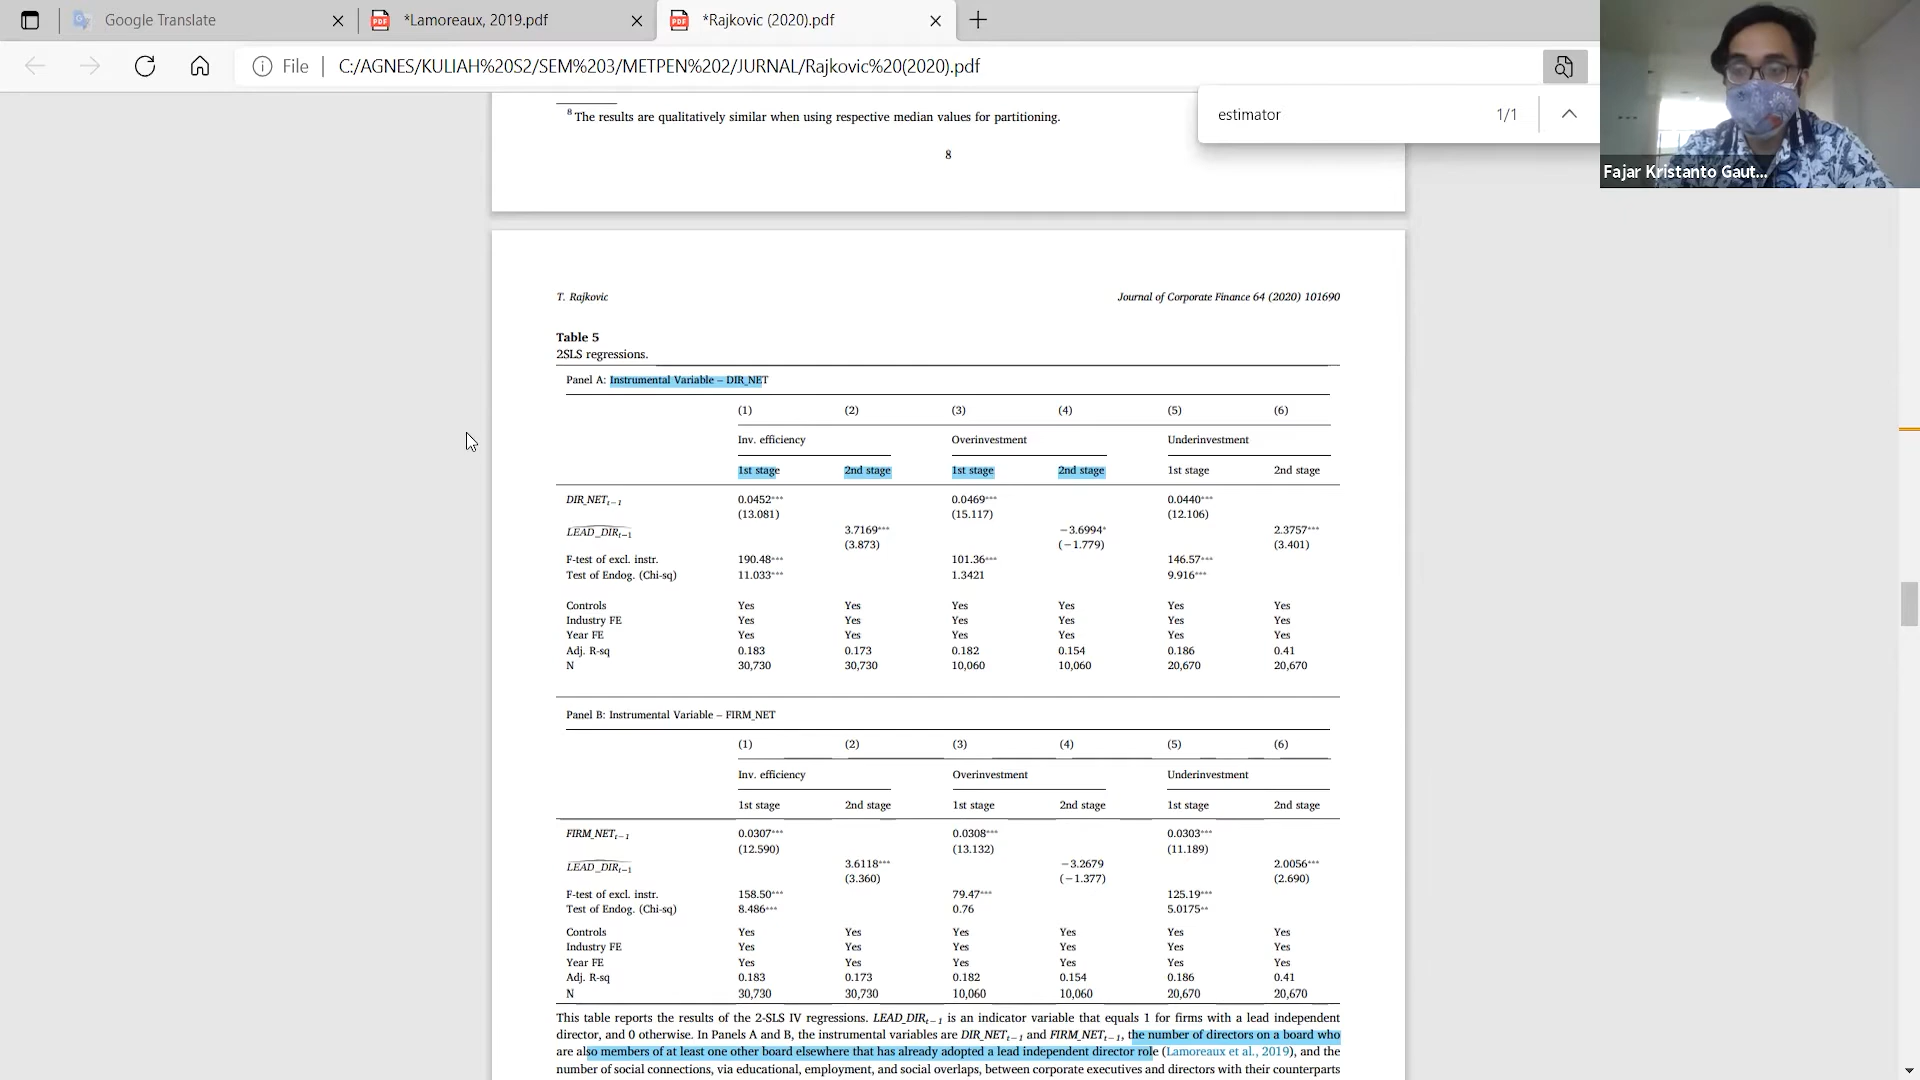 Google Translate
*Lamoreaux, 2019.pdf
*Rajkovic (2020).pdf
File
C:/AGNES/KULIAH%20S2/SEM%203/METPEN%202/JURNAL/Rajkovic%20(2020).pdf
estimator 1/1
Fajar Kristanto Gaut...
8 The results are qualitatively similar when using respective median values for partitioning.
8
T. Rajkovic
Journal of Corporate Finance 64 (2020) 101690
Table 5
2SLS regressions.
Panel A: Instrumental Variable – DIR_NET
(1) (2) (3) (4) (5) (6)
Inv. efficiency Overinvestment Underinvestment
1st stage 2nd stage 1st stage 2nd stage 1st stage 2nd stage
DIR_NETt−1 0.0452*** 0.0469*** 0.0440***
(13.081) (15.117) (12.106)
LEAD_DIRt−1 3.7169*** −3.6994* 2.3757***
(3.873) (−1.779) (3.401)
F-test of excl. instr. 190.48*** 101.36*** 146.57***
Test of Endog. (Chi-sq) 11.033*** 1.3421 9.916***
Controls Yes Yes Yes Yes Yes Yes
Industry FE Yes Yes Yes Yes Yes Yes
Year FE Yes Yes Yes Yes Yes Yes
Adj. R-sq 0.183 0.173 0.182 0.154 0.186 0.41
N 30,730 30,730 10,060 10,060 20,670 20,670
Panel B: Instrumental Variable – FIRM_NET
(1) (2) (3) (4) (5) (6)
Inv. efficiency Overinvestment Underinvestment
1st stage 2nd stage 1st stage 2nd stage 1st stage 2nd stage
FIRM_NETt−1 0.0307*** 0.0308*** 0.0303***
(12.590) (13.132) (11.189)
LEAD_DIRt−1 3.6118*** −3.2679 2.0056***
(3.360) (−1.377) (2.690)
F-test of excl. instr. 158.50*** 79.47*** 125.19***
Test of Endog. (Chi-sq) 8.486*** 0.76 5.0175**
Controls Yes Yes Yes Yes Yes Yes
Industry FE Yes Yes Yes Yes Yes Yes
Year FE Yes Yes Yes Yes Yes Yes
Adj. R-sq 0.183 0.173 0.182 0.154 0.186 0.41
N 30,730 30,730 10,060 10,060 20,670 20,670
This table reports the results of the 2-SLS IV regressions. LEAD_DIRt−1 is an indicator variable that equals 1 for firms with a lead independent
director, and 0 otherwise. In Panels A and B, the instrumental variables are DIR_NETt−1 and FIRM_NETt−1, the number of directors on a board who
are also members of at least one other board elsewhere that has already adopted a lead independent director role (Lamoreaux et al., 2019), and the
number of social connections, via educational, employment, and social overlaps, between corporate executives and directors with their counterparts